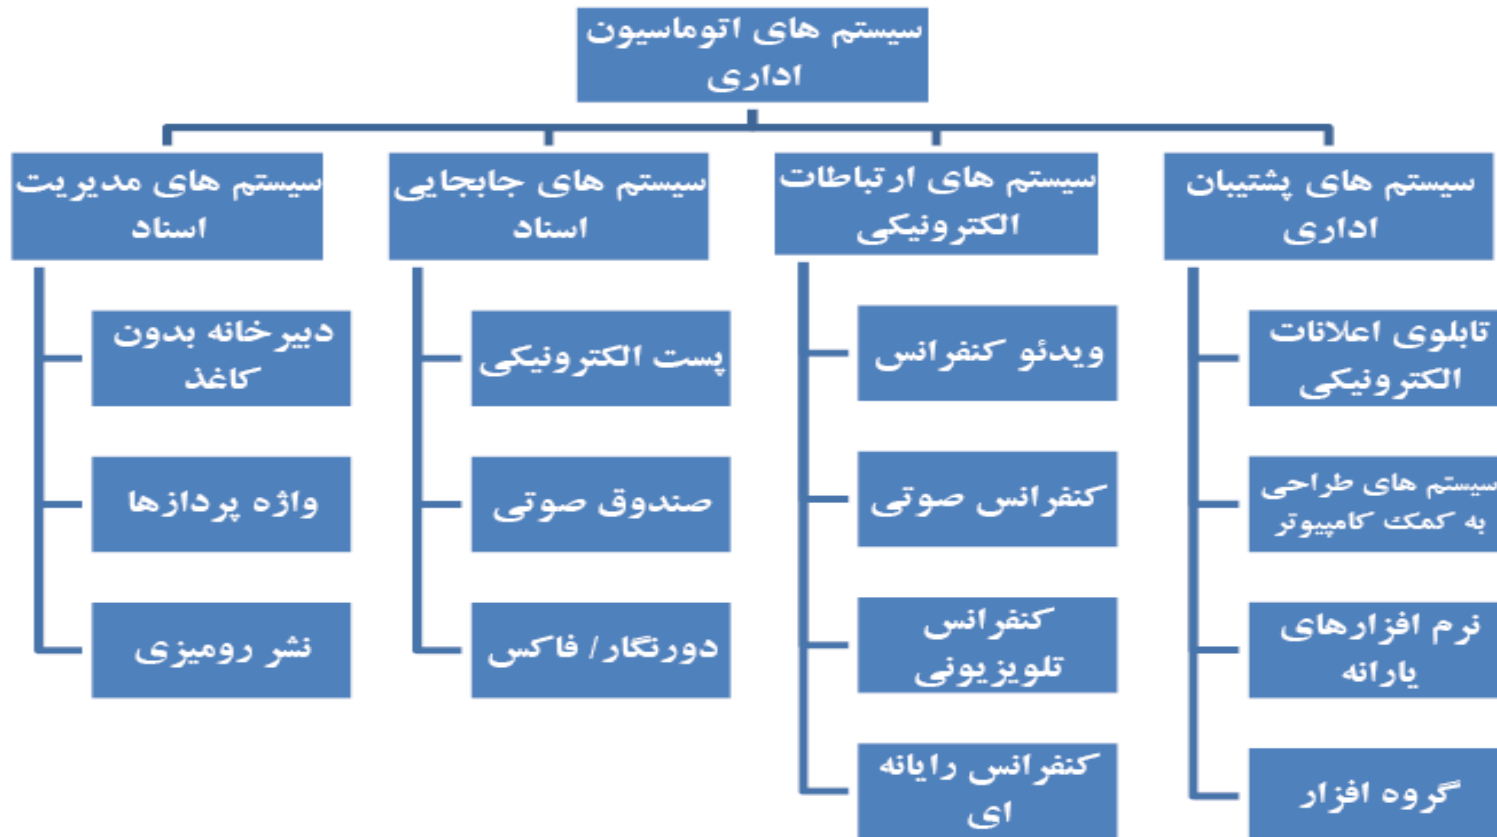 سیستم های اتوماسیون
اداری
سیستم های پشتیبان
اداری
تابلوی اعلانات
الکترونیکی
سیستم های طراحی
به کمک کامپیوتر
نرم افزارهای
یارانه
گروه افزار
سیستم های ارتباطات
الکترونیکی
ویدئو کنفرانس
کنفرانس صوتی
کنفرانس
تلویزیونی
کنفرانس رایانه
ای
سیستم های جابجایی
اسناد
پست الکترونیکی
صندوق صوتی
دورنگار/ فاکس
سیستم های مدیریت
اسناد
دبیرخانه بدون
کاغذ
واژه پردازها
نشر رومیزی